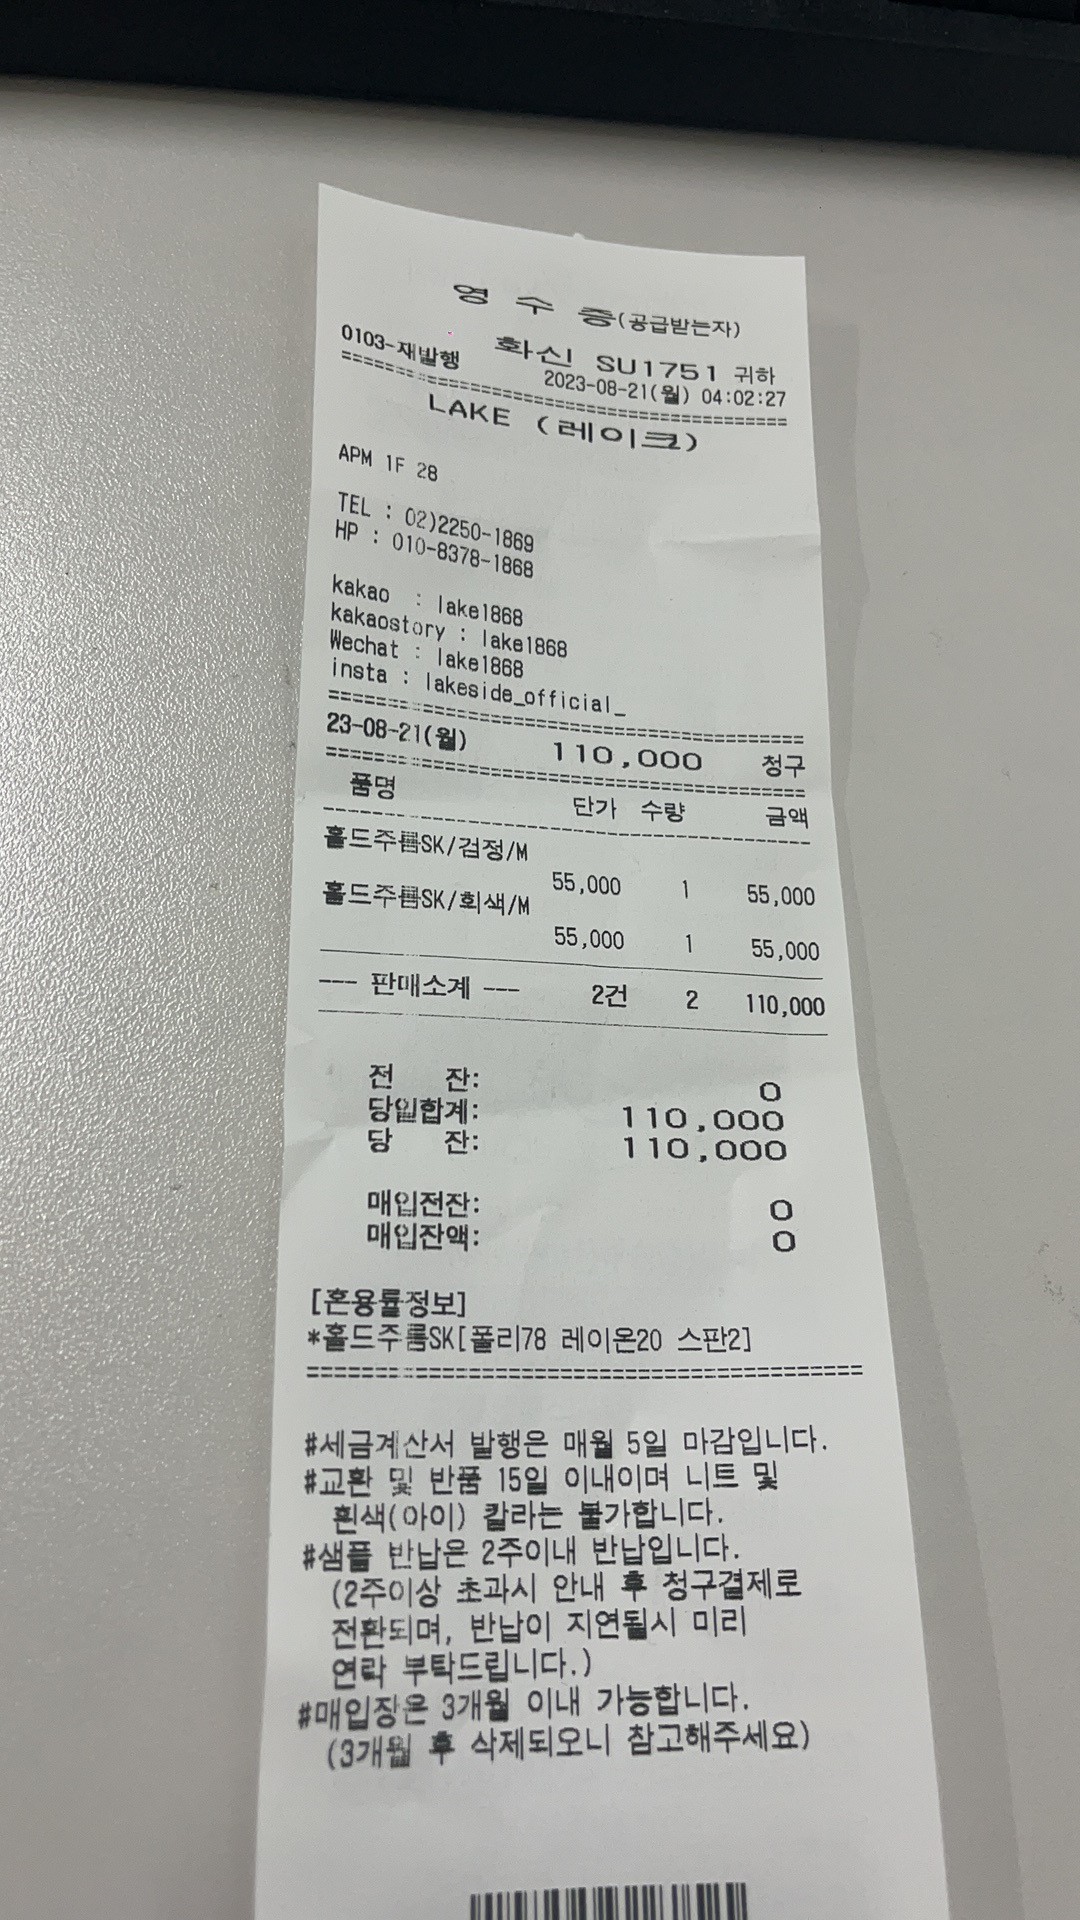 영 수 증(공급받는자)
화신 SU1751 귀하
0103-재발행 2023-08-21(월) 04:02:27
========================================
LAKE (레이크)
APM 1F 28
TEL : 02)2250-1869
HP : 010-8378-1868
kakao : lake1868
kakaostory : lake1868
Wechat : lake1868
insta : lakeside_official_
========================================
23-08-21(월) 110,000 청구
========================================
품명 단가 수량 금액
----------------------------------------
홀드주름SK/검정/M
55,000 1 55,000
홀드주름SK/회색/M
55,000 1 55,000
--- 판매소계 --- 2건 2 110,000
전 잔: 0
당일합계: 110,000
당 잔: 110,000
매입전잔: 0
매입잔액: 0
[혼용률정보]
*홀드주름SK[폴리78 레이온20 스판2]
========================================
#세금계산서 발행은 매월 5일 마감입니다.
#교환 및 반품 15일 이내이며 니트 및
흰색(아이) 칼라는 불가합니다.
#샘플 반납은 2주이내 반납입니다.
(2주이상 초과시 안내 후 청구결제로
전환되며, 반납이 지연될시 미리
연락 부탁드립니다.)
#매입장은 3개월 이내 가능합니다.
(3개월 후 삭제되오니 참고해주세요)